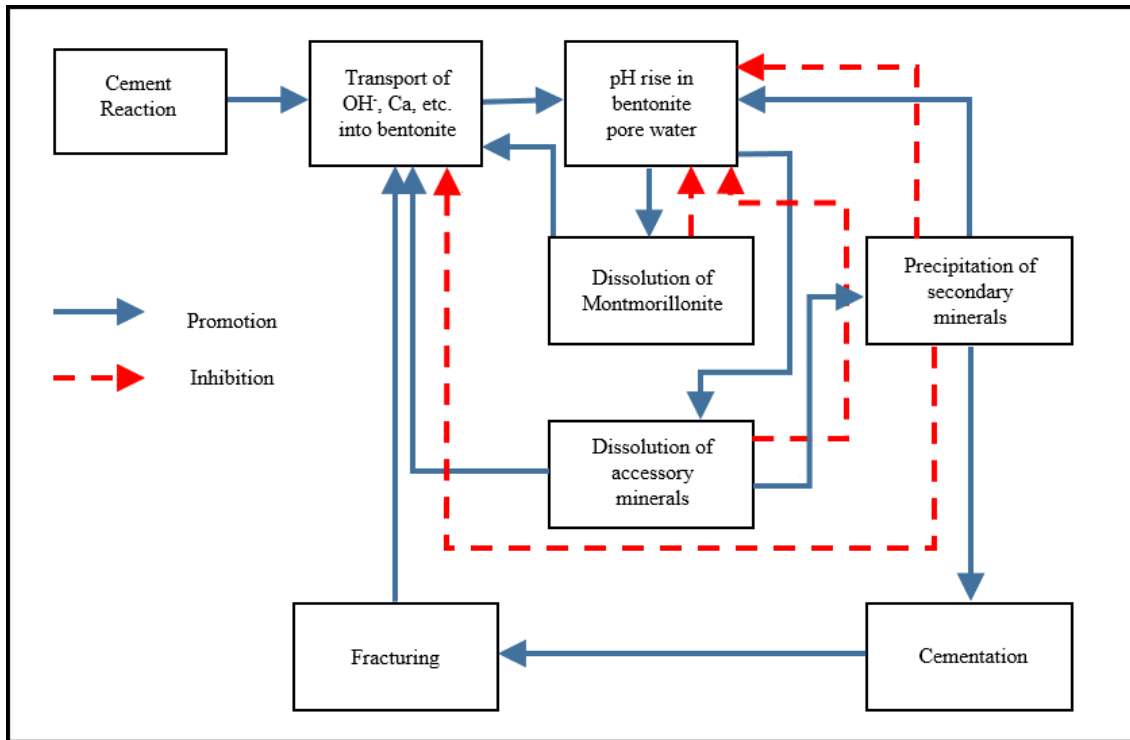 Cement
Reaction
Transport of
OH⁻, Ca, etc.
into bentonite
pH rise in
bentonite
pore water
Dissolution of
Montmorillonite
Precipitation of
secondary
minerals
Promotion
Inhibition
Dissolution of
accessory
minerals
Fracturing
Cementation